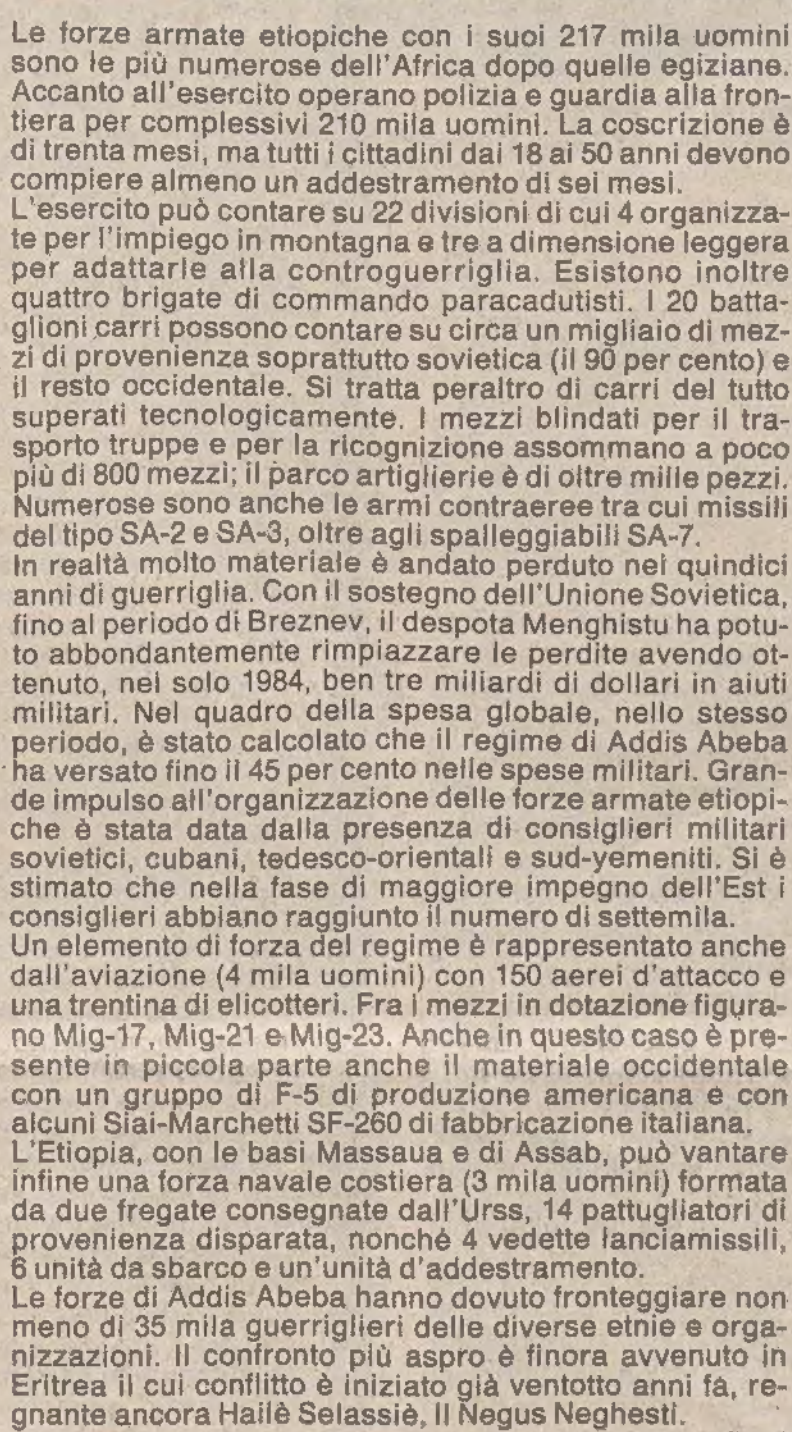 Le forze armate etiopiche con i suoi 217 mila uomini
sono le più numerose dell'Africa dopo quelle egiziane.
Accanto all'esercito operano polizia e guardia alla fron-
tiera per complessivi 210 mila uomini. La coscrizione è
di trenta mesi, ma tutti i cittadini dai 18 ai 50 anni devono
compiere almeno un addestramento di sei mesi.
L'esercito può contare su 22 divisioni di cui 4 organizza-
te per l'impiego in montagna e tre a dimensione leggera
per adattarle alla controguerriglia. Esistono inoltre
quattro brigate di commando paracadutisti. I 20 batta-
glioni carri possono contare su circa un migliaio di mez-
zi di provenienza soprattutto sovietica (il 90 per cento) e
il resto occidentale. Si tratta peraltro di carri del tutto
superati tecnologicamente. I mezzi blindati per il tra-
sporto truppe e per la ricognizione assommano a poco
più di 800 mezzi; il parco artiglierie è di oltre mille pezzi.
Numerose sono anche le armi contraeree tra cui missili
del tipo SA-2 e SA-3, oltre agli spalleggiabili SA-7.
In realtà molto materiale è andato perduto nei quindici
anni di guerriglia. Con il sostegno dell'Unione Sovietica,
fino al periodo di Breznev, il despota Menghistu ha potu-
to abbondantemente rimpiazzare le perdite avendo ot-
tenuto, nel solo 1984, ben tre miliardi di dollari in aiuti
militari. Nel quadro della spesa globale, nello stesso
periodo, è stato calcolato che il regime di Addis Abeba
ha versato fino il 45 per cento nelle spese militari. Gran-
de impulso all'organizzazione delle forze armate etiopi-
che è stata data dalla presenza di consiglieri militari
sovietici, cubani, tedesco-orientali e sud-yemeniti. Si è
stimato che nella fase di maggiore impegno dell'Est i
consiglieri abbiano raggiunto il numero di settemila.
Un elemento di forza del regime è rappresentato anche
dall'aviazione (4 mila uomini) con 150 aerei d'attacco e
una trentina di elicotteri. Fra i mezzi in dotazione figura-
no Mig-17, Mig-21 e Mig-23. Anche in questo caso è pre-
sente in piccola parte anche il materiale occidentale
con un gruppo di F-5 di produzione americana e con
alcuni Siai-Marchetti SF-260 di fabbricazione italiana.
L'Etiopia, con le basi Massaua e di Assab, può vantare
infine una forza navale costiera (3 mila uomini) formata
da due fregate consegnate dall'Urss, 14 pattugliatori di
provenienza disparata, nonchè 4 vedette lanciamissili,
6 unità da sbarco e un'unità d'addestramento.
Le forze di Addis Abeba hanno dovuto fronteggiare non
meno di 35 mila guerriglieri delle diverse etnie e orga-
nizzazioni. Il confronto più aspro è finora avvenuto in
Eritrea il cui conflitto è iniziato già ventotto anni fa, re-
gnante ancora Hailè Selassiè, il Negus Neghesti.